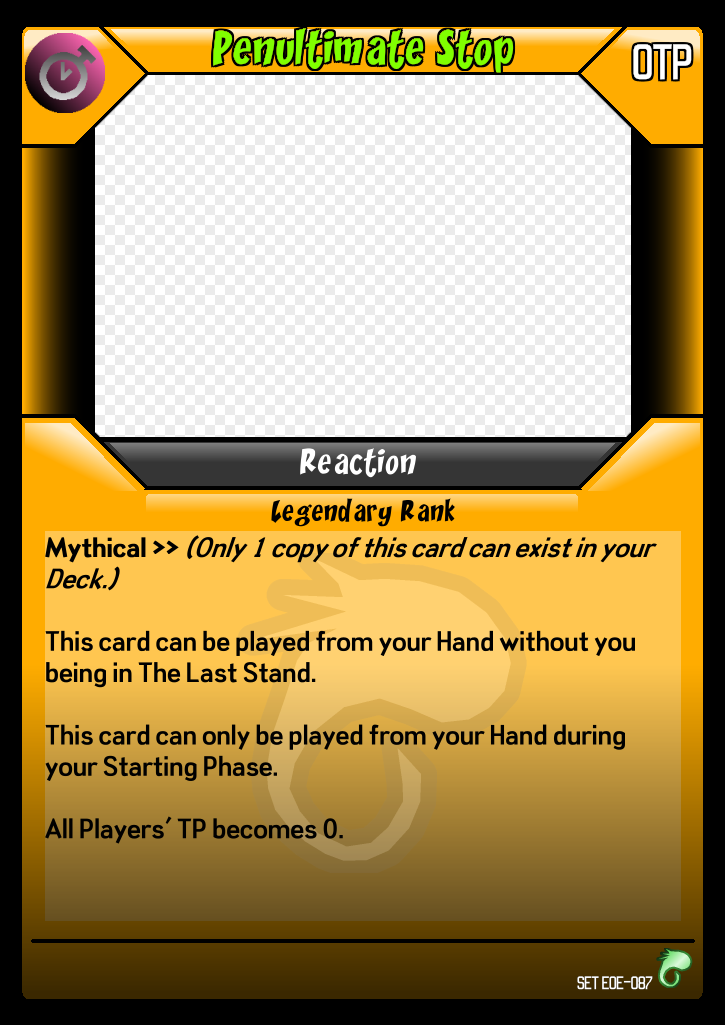 Penultimate Stop
0TP
Reaction
Legendary Rank
Mythical >> (Only 1 copy of this card can exist in your
Deck.)
This card can be played from your Hand without you
being in The Last Stand.
This card can only be played from your Hand during
your Starting Phase.
All Players' TP becomes 0.
SET EOE-087